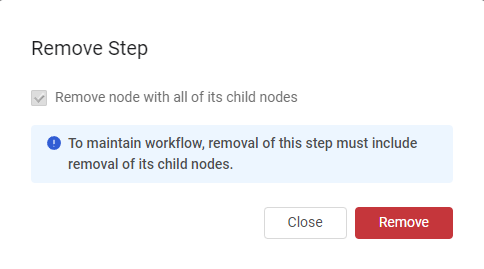 Remove Step
Remove node with all of its child nodes
To maintain workflow, removal of this step must include
removal of its child nodes.
Close
Remove